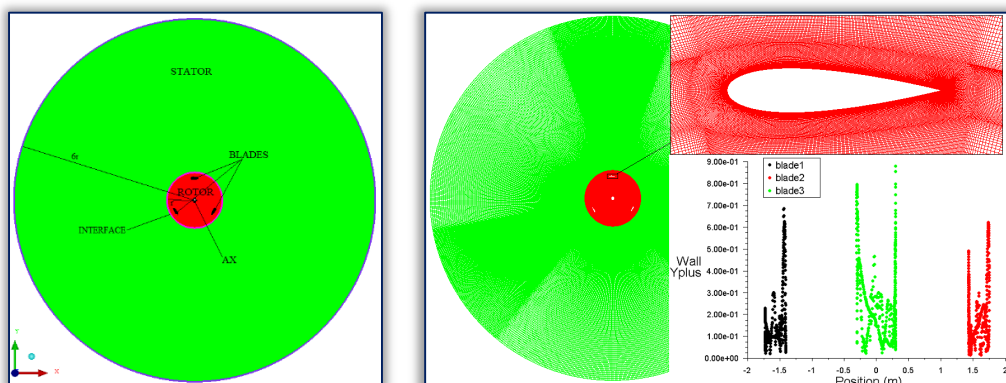 STATOR
6r
BLADES
ROTOR
INTERFACE
AX
Y
X
blade1
blade2
blade3
9.00e-01
8.00e-01
7.00e-01
6.00e-01
5.00e-01
4.00e-01
3.00e-01
2.00e-01
1.00e-01
0.00e+00
Wall
Yplus
-2 -1.5 -1 -0.5 0 0.5 1 1.5 2
Position (m)